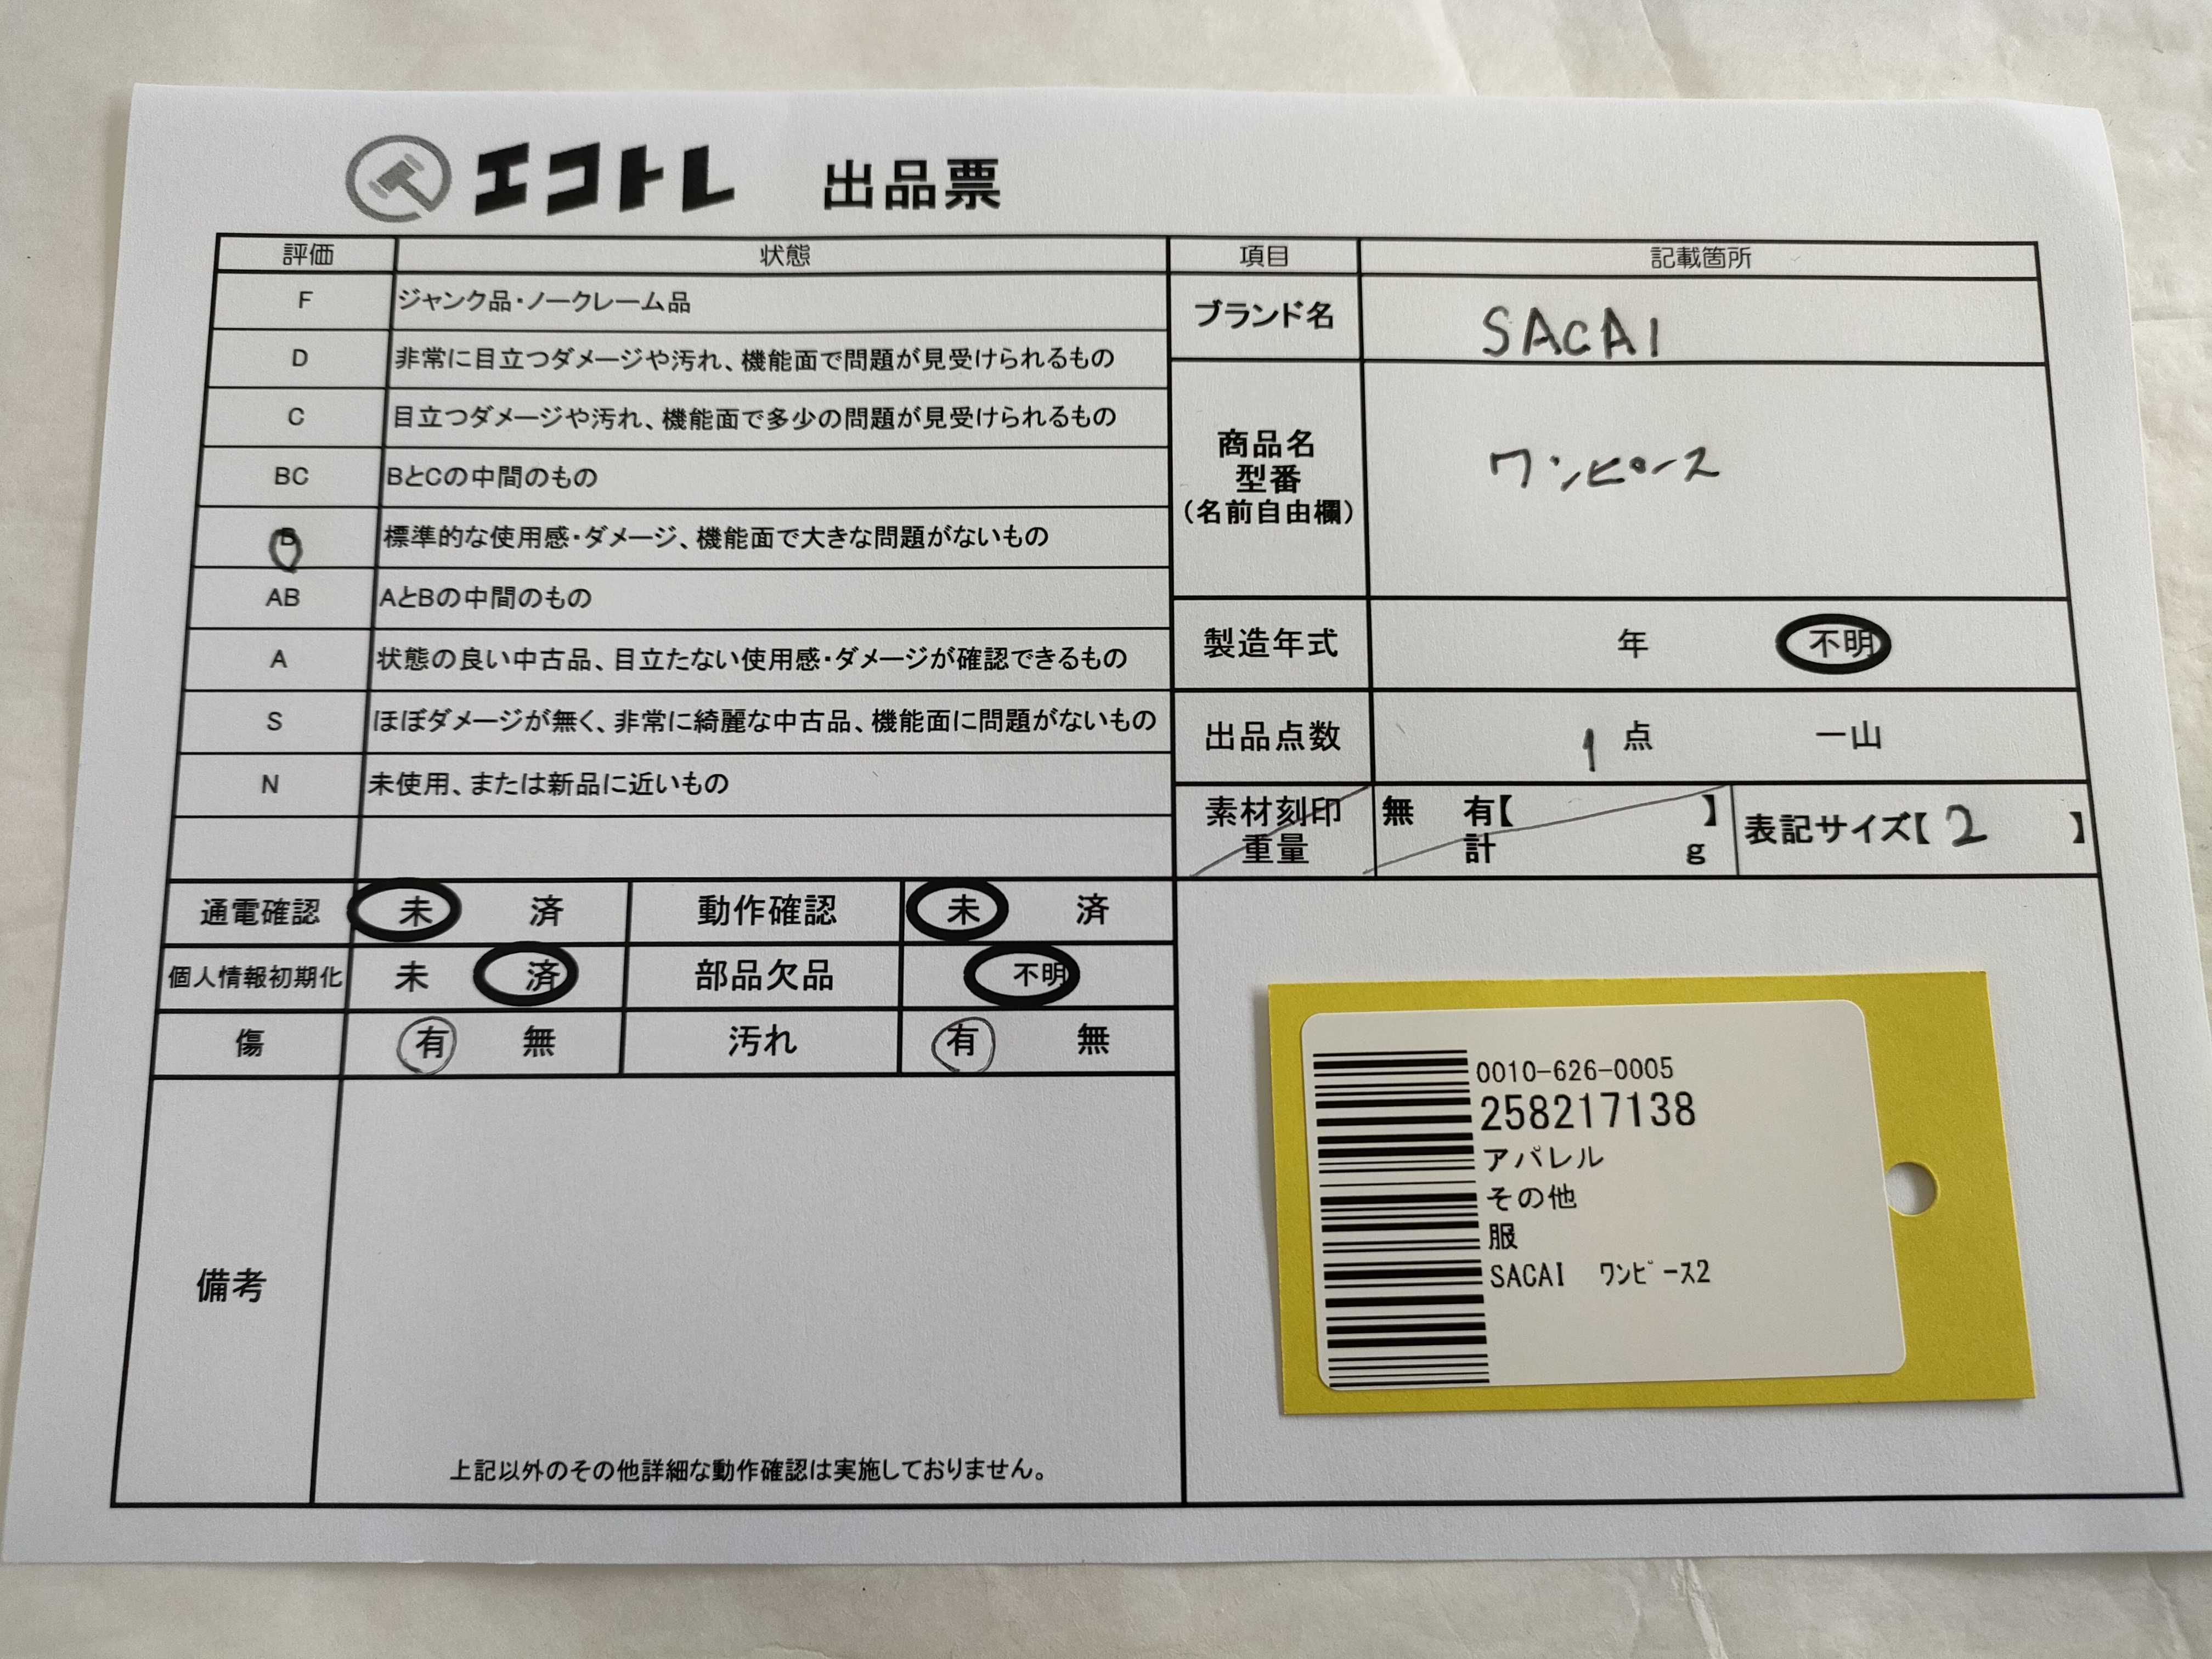 エコトレ 出品票
評価 状態
F ジャンク品・ノークレーム品
D 非常に目立つダメージや汚れ、機能面で問題が見受けられるもの
C 目立つダメージや汚れ、機能面で多少の問題が見受けられるもの
BC BとCの中間のもの
B 標準的な使用感・ダメージ、機能面で大きな問題がないもの
AB AとBの中間のもの
A 状態の良い中古品、目立たない使用感・ダメージが確認できるもの
S ほぼダメージが無く、非常に綺麗な中古品、機能面に問題がないもの
N 未使用、または新品に近いもの
項目 記載箇所
ブランド名 SACAI
商品名
型番
(名前自由欄)
ワンピース
製造年式 年 不明
出品点数 1 点 一山
素材刻印 無 有【 】
重量 計 g
表記サイズ【 2 】
通電確認 未 済 動作確認 未 済
個人情報初期化 未 済 部品欠品 不明
傷 有 無 汚れ 有 無
備考
上記以外のその他詳細な動作確認は実施しておりません。
0010-626-0005
258217138
アパレル
その他
服
SACAI ﾜﾝﾋﾟｰｽ2